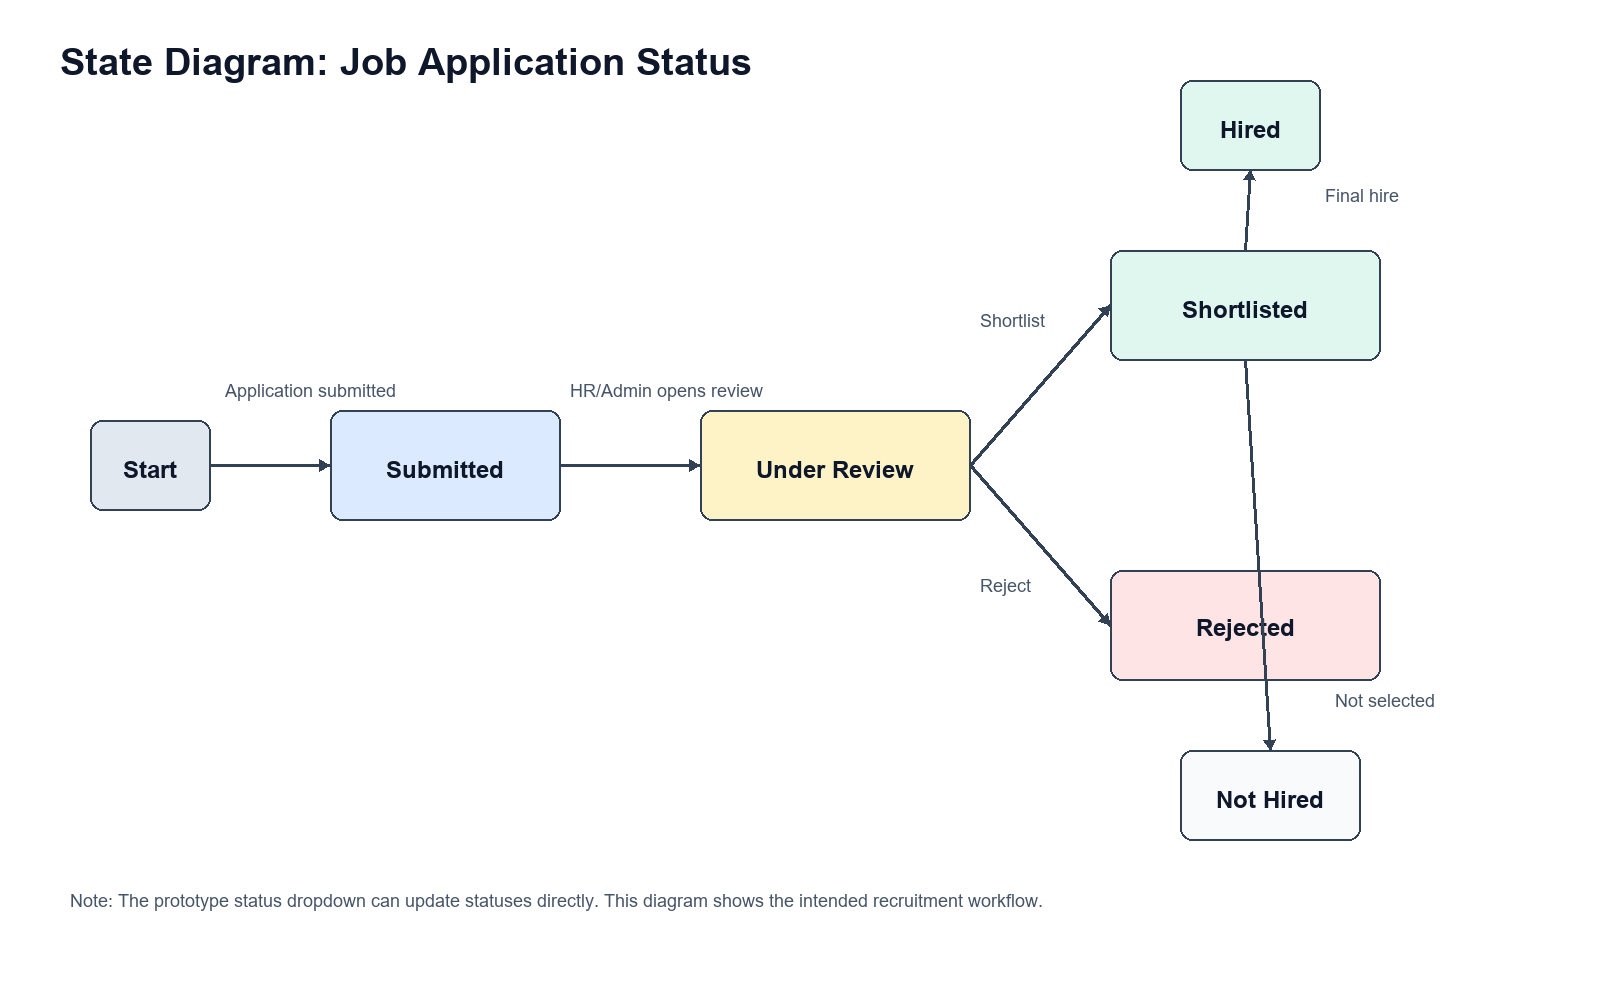 State Diagram: Job Application Status
Hired
Final hire
Shortlisted
Shortlist
Application submitted
HR/Admin opens review
Start
Submitted
Under Review
Reject
Rejected
Not selected
Not Hired
Note: The prototype status dropdown can update statuses directly. This diagram shows the intended recruitment workflow.